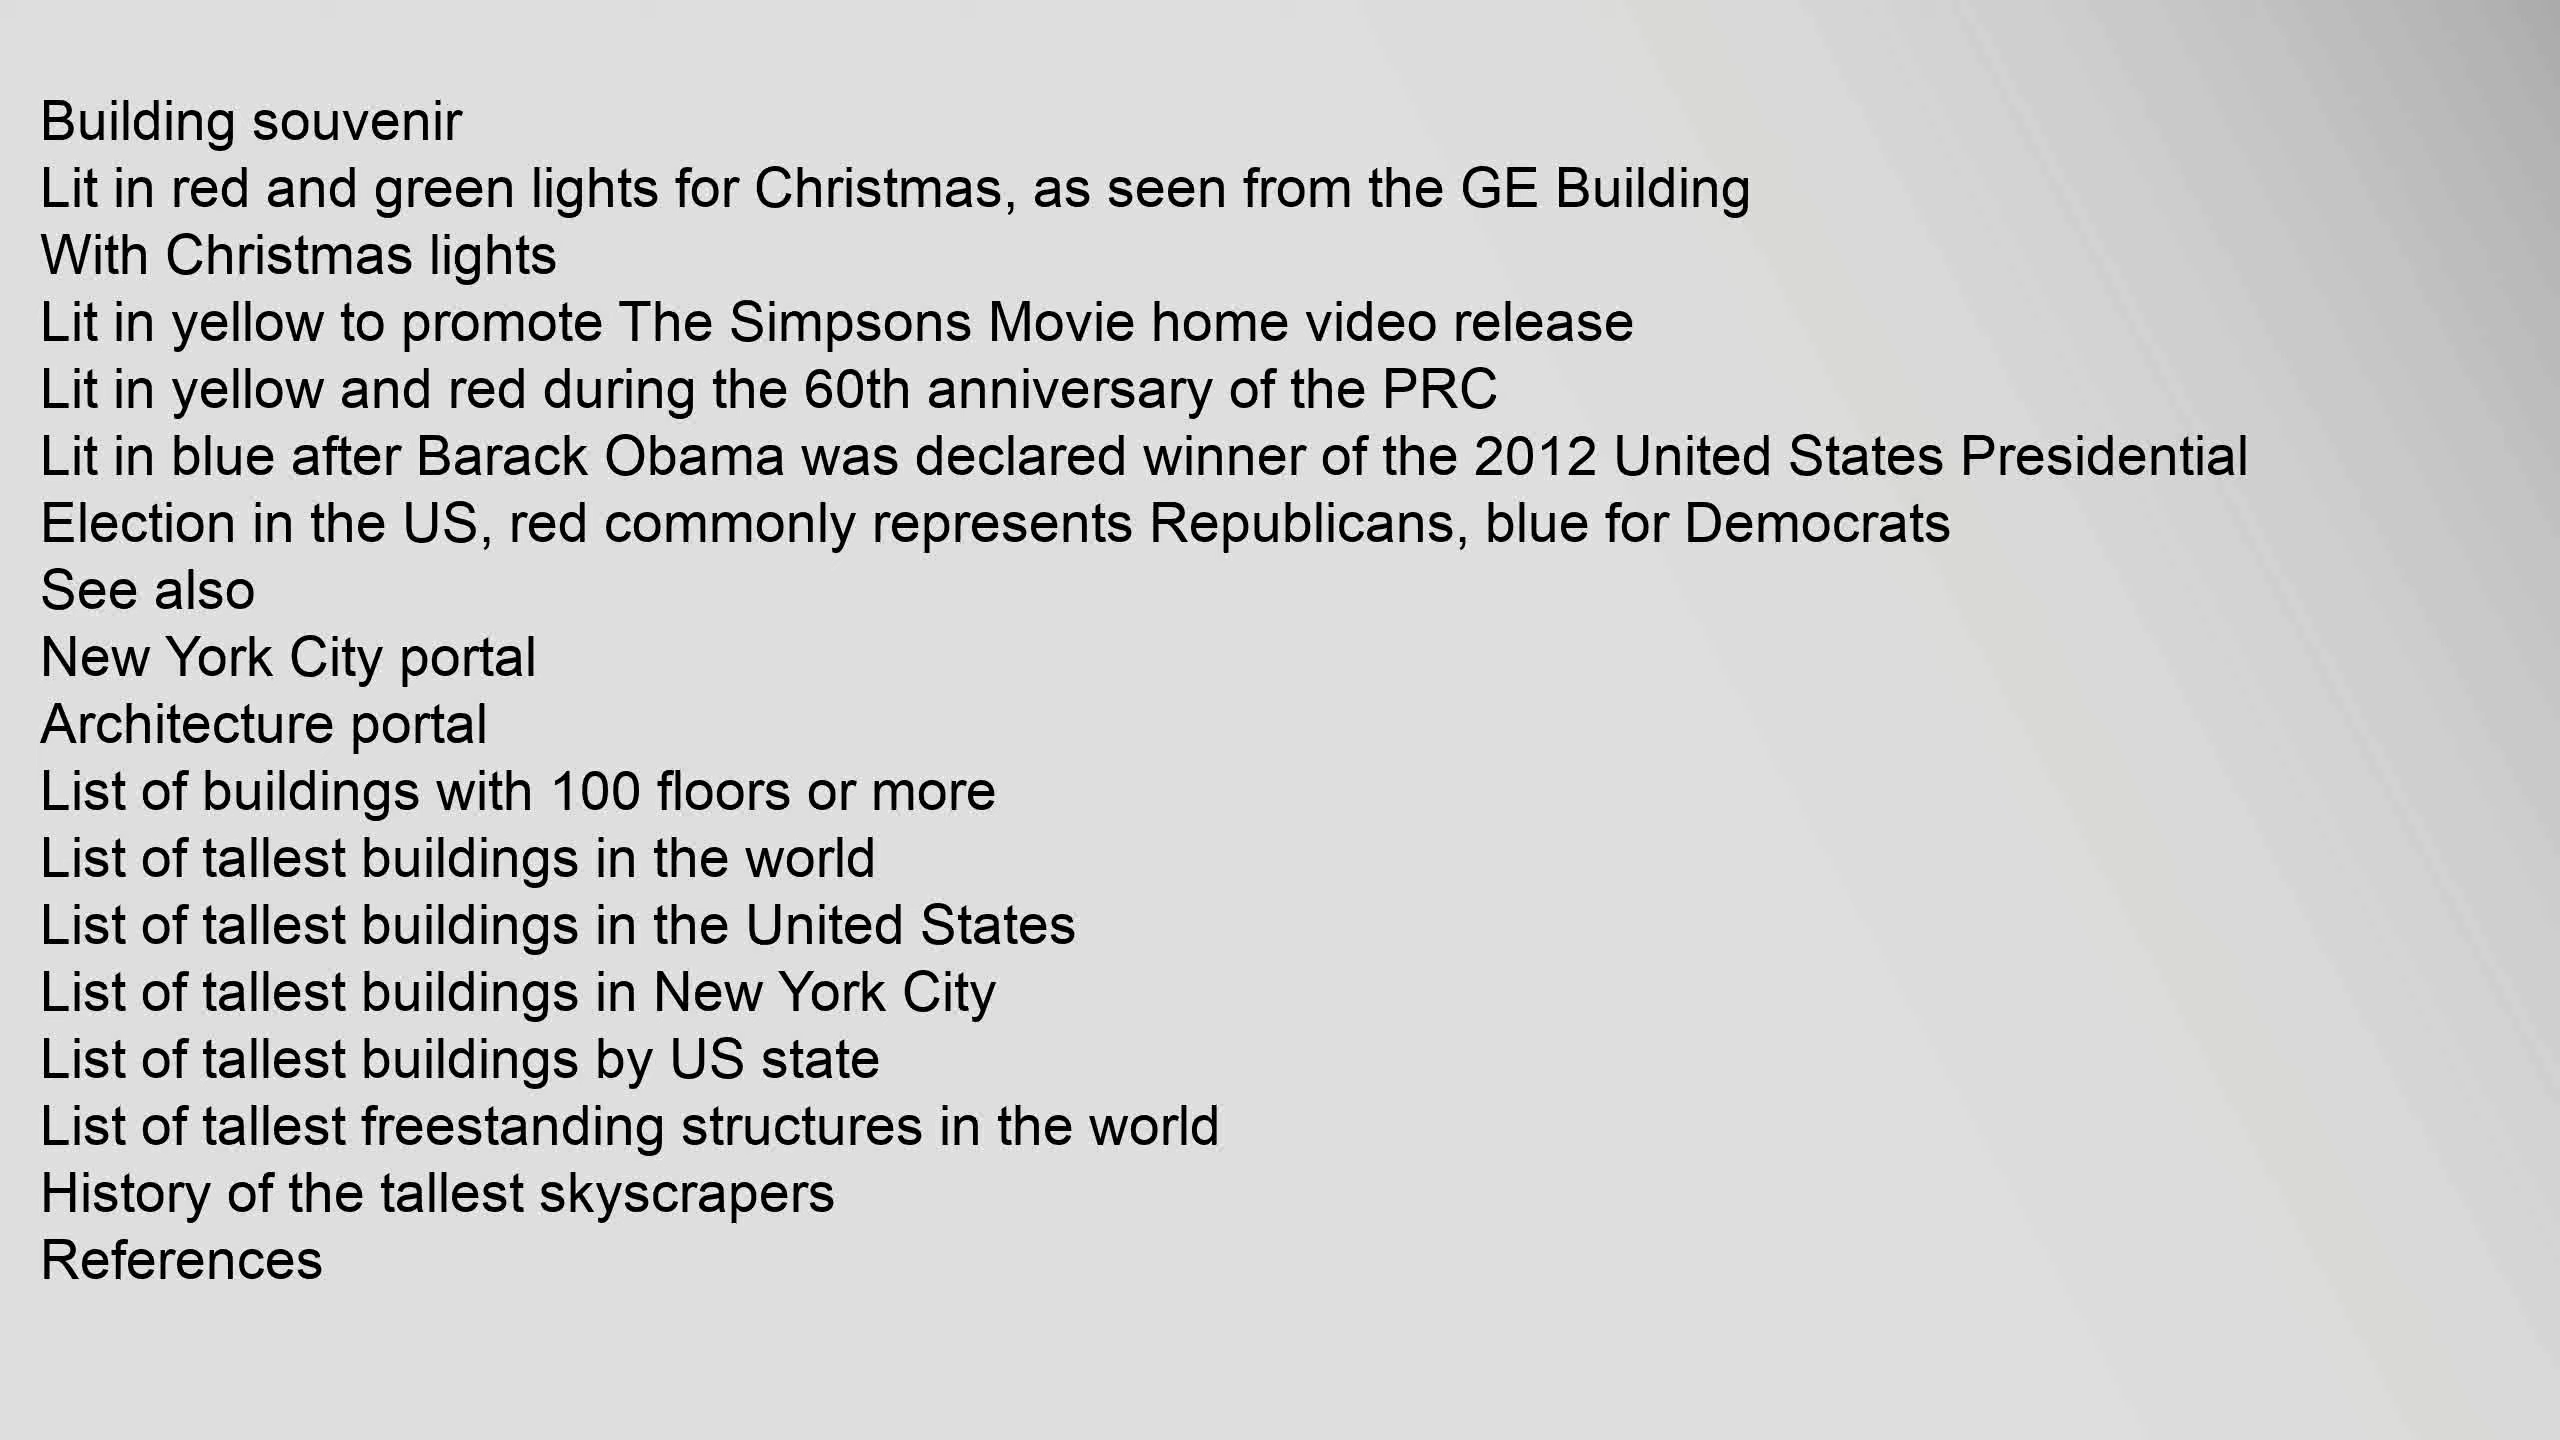 Building souvenir
Lit in red and green lights for Christmas, as seen from the GE Building
With Christmas lights
Lit in yellow to promote The Simpsons Movie home video release
Lit in yellow and red during the 60th anniversary of the PRC
Lit in blue after Barack Obama was declared winner of the 2012 United States Presidential
Election in the US, red commonly represents Republicans, blue for Democrats
See also
New York City portal
Architecture portal
List of buildings with 100 floors or more
List of tallest buildings in the world
List of tallest buildings in the United States
List of tallest buildings in New York City
List of tallest buildings by US state
List of tallest freestanding structures in the world
History of the tallest skyscrapers
References